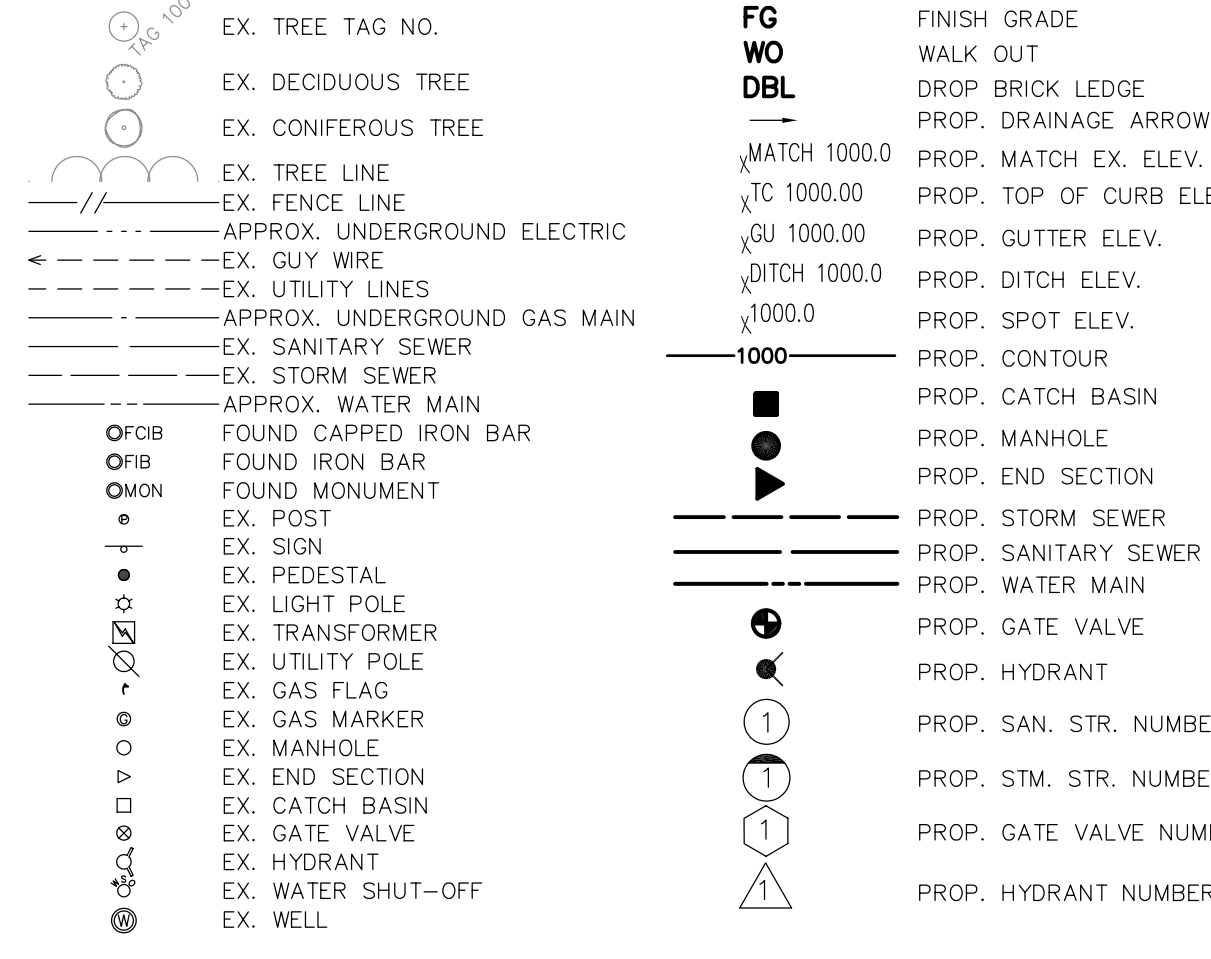 TAG 100
EX. TREE TAG NO.
EX. DECIDUOUS TREE
EX. CONIFEROUS TREE
EX. TREE LINE
EX. FENCE LINE
APPROX. UNDERGROUND ELECTRIC
EX. GUY WIRE
EX. UTILITY LINES
APPROX. UNDERGROUND GAS MAIN
EX. SANITARY SEWER
EX. STORM SEWER
APPROX. WATER MAIN
FCIB FOUND CAPPED IRON BAR
FIB FOUND IRON BAR
MON FOUND MONUMENT
P EX. POST
EX. SIGN
EX. PEDESTAL
EX. LIGHT POLE
EX. TRANSFORMER
EX. UTILITY POLE
EX. GAS FLAG
G EX. GAS MARKER
EX. MANHOLE
EX. END SECTION
EX. CATCH BASIN
EX. GATE VALVE
EX. HYDRANT
WSO EX. WATER SHUT-OFF
W EX. WELL
FG FINISH GRADE
WO WALK OUT
DBL DROP BRICK LEDGE
PROP. DRAINAGE ARROW
XMATCH 1000.0 PROP. MATCH EX. ELEV.
XTC 1000.00 PROP. TOP OF CURB ELE
XGU 1000.00 PROP. GUTTER ELEV.
XDITCH 1000.0 PROP. DITCH ELEV.
X1000.0 PROP. SPOT ELEV.
1000 PROP. CONTOUR
PROP. CATCH BASIN
PROP. MANHOLE
PROP. END SECTION
PROP. STORM SEWER
PROP. SANITARY SEWER
PROP. WATER MAIN
PROP. GATE VALVE
PROP. HYDRANT
1 PROP. SAN. STR. NUMBE
1 PROP. STM. STR. NUMBE
1 PROP. GATE VALVE NUM
1 PROP. HYDRANT NUMBER